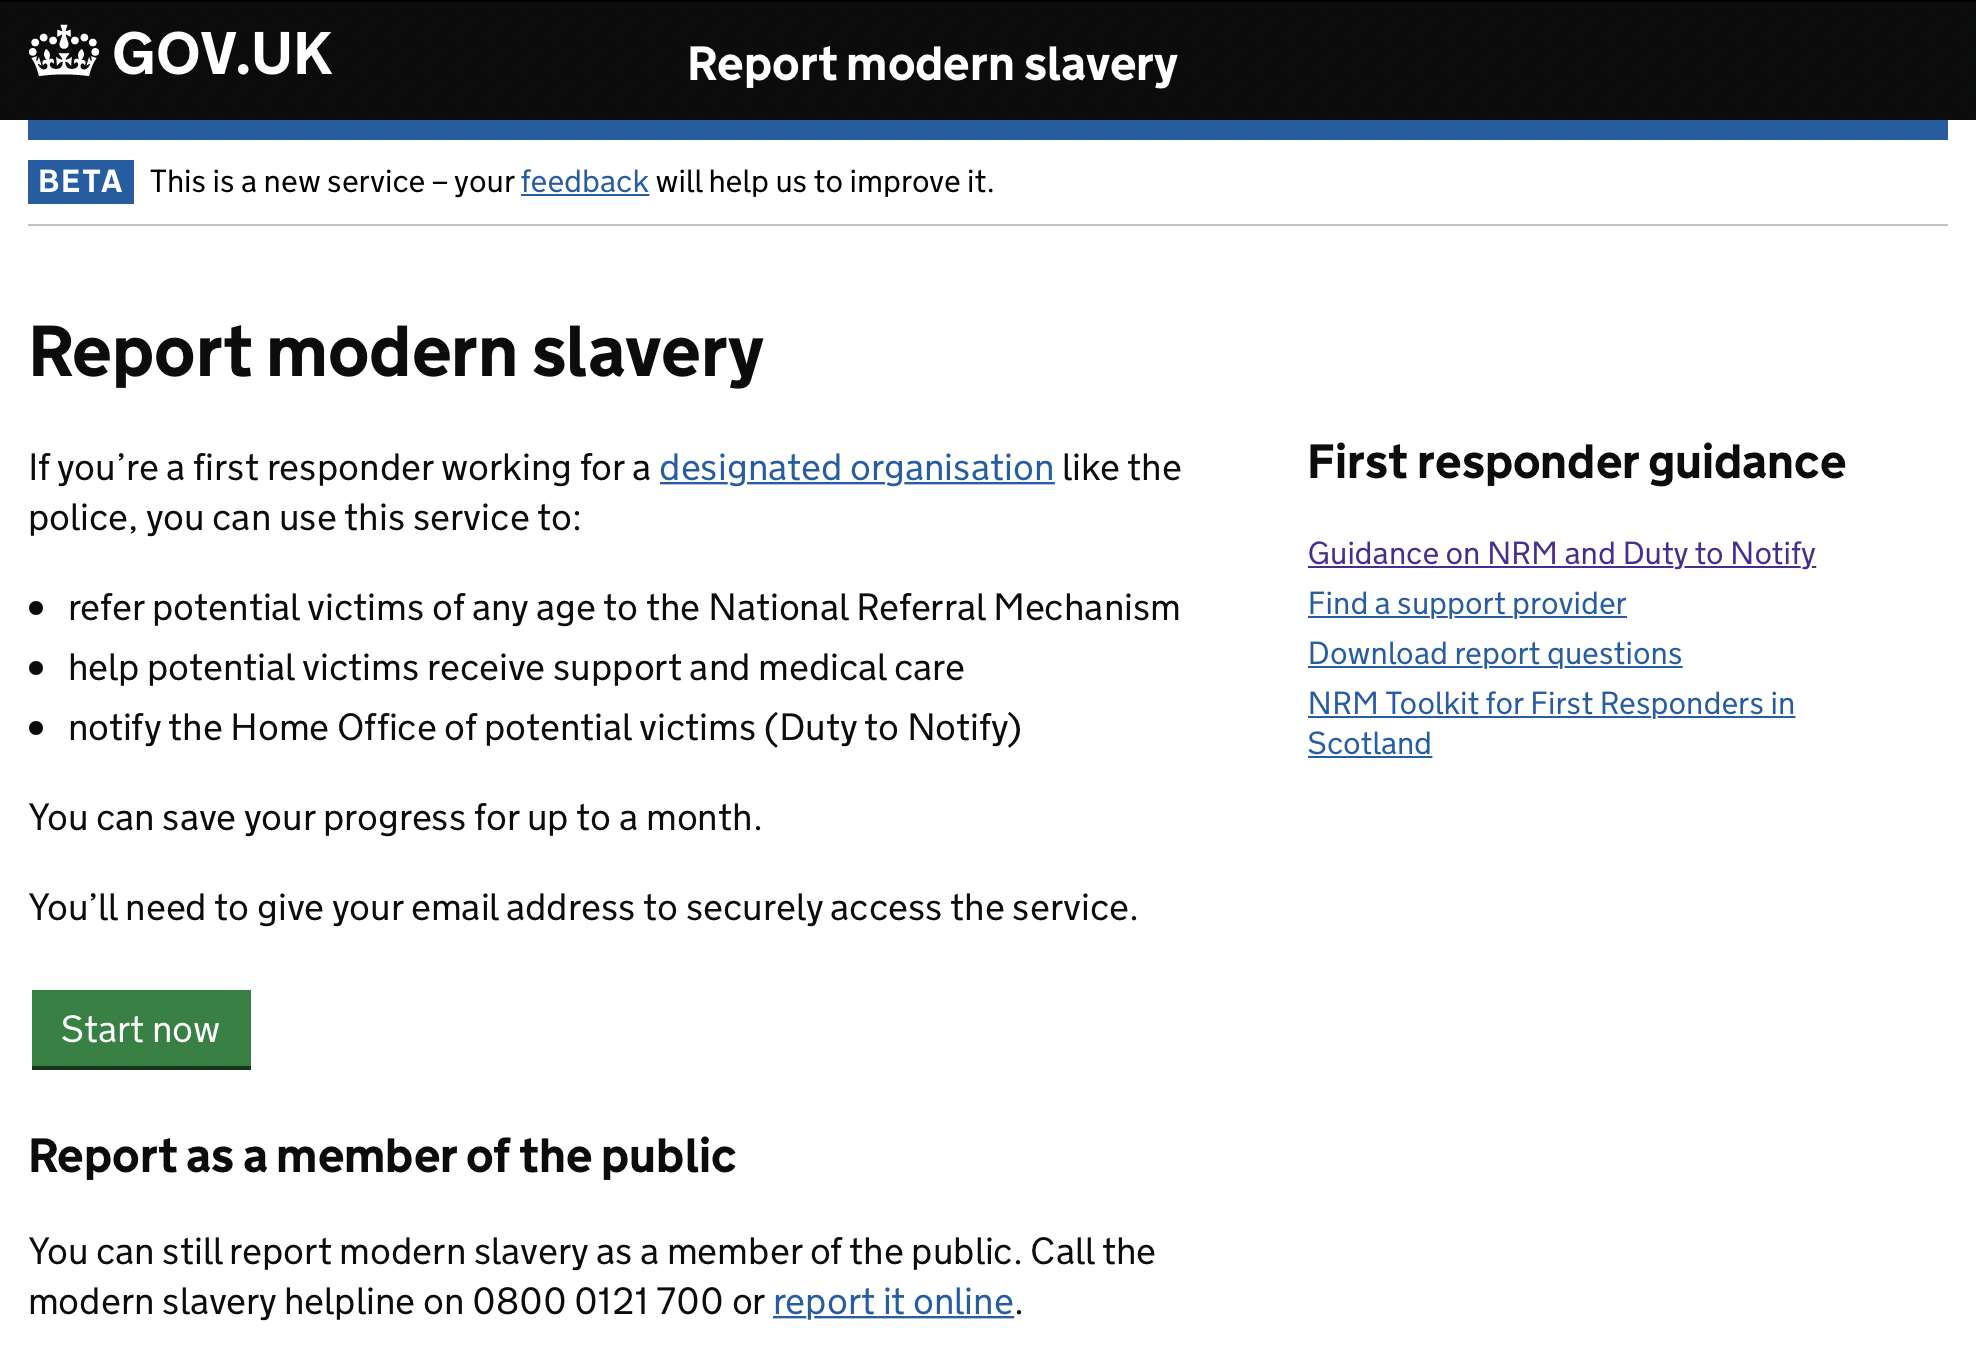 GOV.UK
Report modern slavery
BETA This is a new service – your feedback will help us to improve it.
Report modern slavery
If you’re a first responder working for a designated organisation like the
police, you can use this service to:
• refer potential victims of any age to the National Referral Mechanism
• help potential victims receive support and medical care
• notify the Home Office of potential victims (Duty to Notify)
You can save your progress for up to a month.
You’ll need to give your email address to securely access the service.
Start now
Report as a member of the public
You can still report modern slavery as a member of the public. Call the
modern slavery helpline on 0800 0121 700 or report it online.
First responder guidance
Guidance on NRM and Duty to Notify
Find a support provider
Download report questions
NRM Toolkit for First Responders in
Scotland